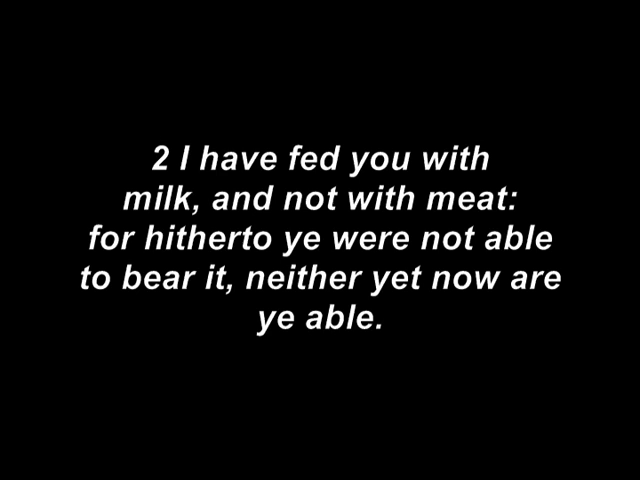 2 I have fed you with
milk, and not with meat:
for hitherto ye were not able
to bear it, neither yet now are
ye able.